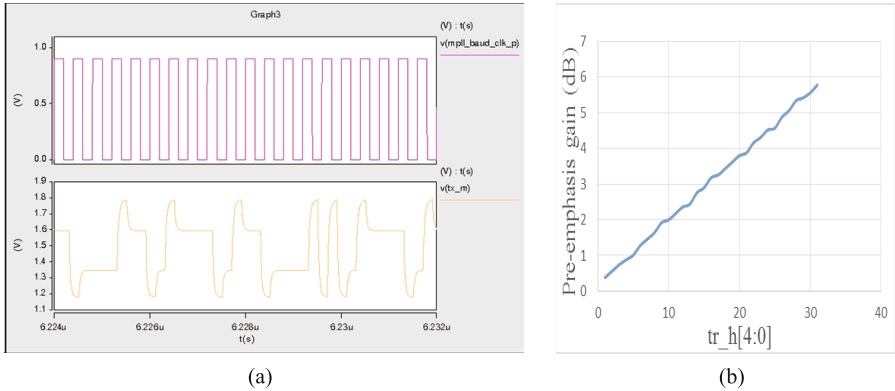 Graph3
(V) : t(s)
v(mpll_baud_clk_p)
1.0
0.5
0.0
(V)
(V) : t(s)
v(tx_m)
1.9
1.8
1.7
1.6
1.5
1.4
1.3
1.2
1.1
(V)
6.224u 6.226u 6.228u 6.23u 6.232u
t(s)
(a)
Pre-emphasis gain (dB)
7
6
5
4
3
2
1
0
0 10 20 30 40
tr_h[4:0]
(b)